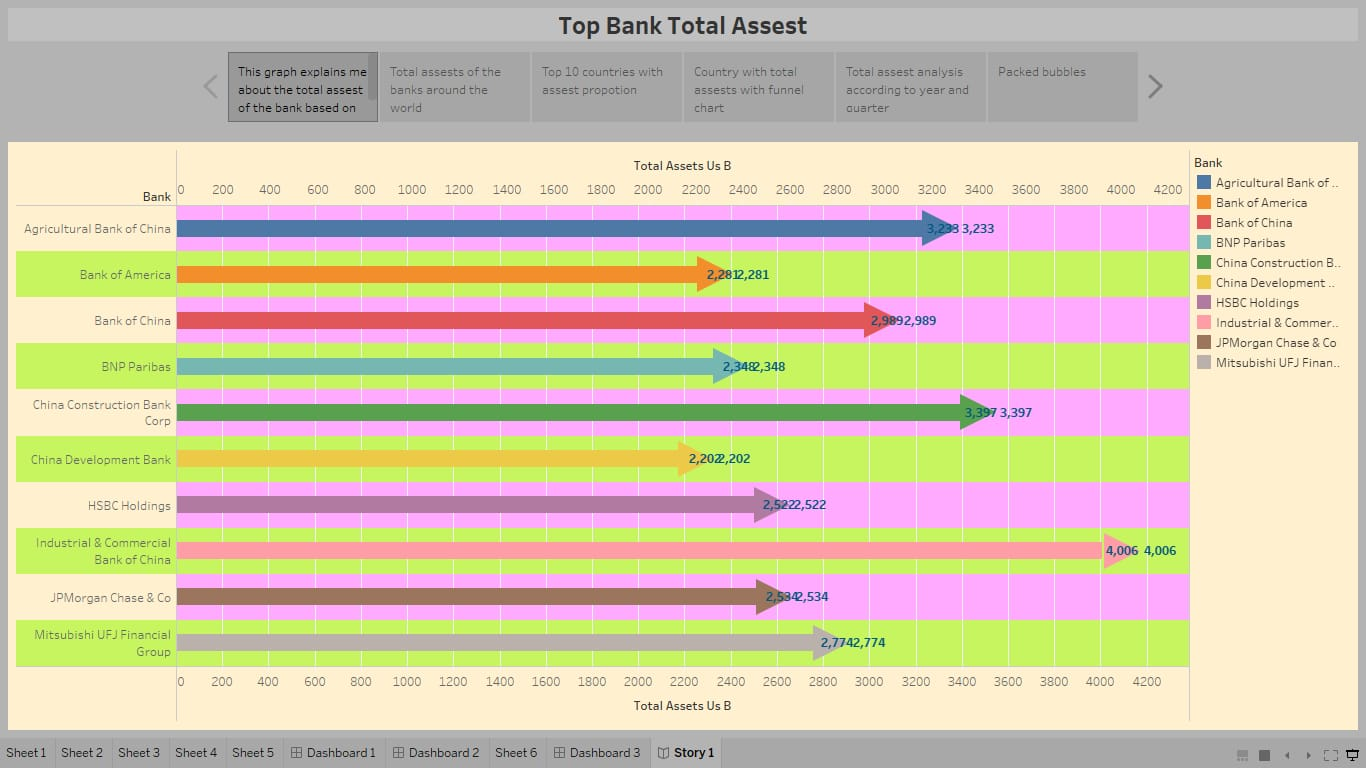 Top Bank Total Assest
This graph explains me
about the total assest
of the bank based on
Total assests of the
banks around the
world
Top 10 countries with
assest propotion
Country with total
assests with funnel
chart
Total assest analysis
according to year and
quarter
Packed bubbles
Total Assets Us B
0 200 400 600 800 1000 1200 1400 1600 1800 2000 2200 2400 2600 2800 3000 3200 3400 3600 3800 4000 4200
Bank
Agricultural Bank of China 3,233 3,233
Bank of America 2,281 2,281
Bank of China 2,989 2,989
BNP Paribas 2,348 2,348
China Construction Bank
Corp 3,397 3,397
China Development Bank 2,202 2,202
HSBC Holdings 2,522 2,522
Industrial & Commercial
Bank of China 4,006 4,006
JPMorgan Chase & Co 2,534 2,534
Mitsubishi UFJ Financial
Group 2,774 2,774
0 200 400 600 800 1000 1200 1400 1600 1800 2000 2200 2400 2600 2800 3000 3200 3400 3600 3800 4000 4200
Total Assets Us B
Bank
Agricultural Bank of ..
Bank of America
Bank of China
BNP Paribas
China Construction B..
China Development ..
HSBC Holdings
Industrial & Commer..
JPMorgan Chase & Co
Mitsubishi UFJ Finan..
Sheet 1 Sheet 2 Sheet 3 Sheet 4 Sheet 5 Dashboard 1 Dashboard 2 Sheet 6 Dashboard 3 Story 1